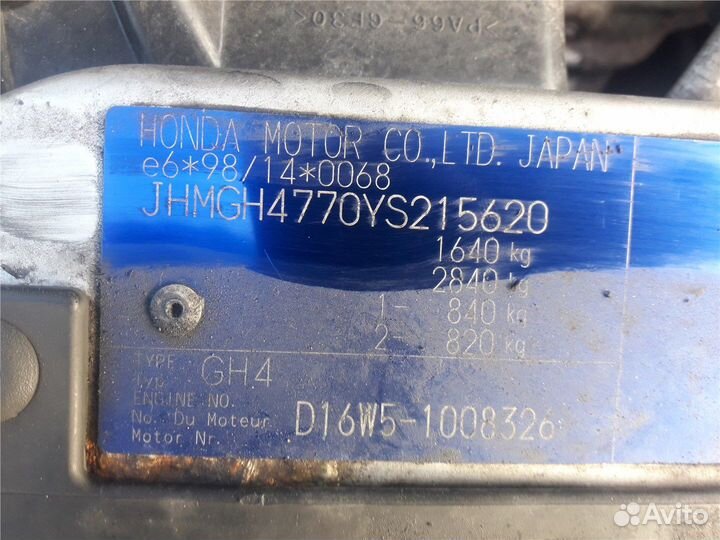 >PA66-GF30<
HONDA MOTOR CO.,LTD. JAPAN
e6*98/14*0068
JHMGH4770YS215620
1640 kg
2840 kg
1- 840 kg
2- 820 kg
TYPE
Typ GH4
ENGINE NO.
No. Du Moteur D16W5-1008326
Motor Nr.
Avito